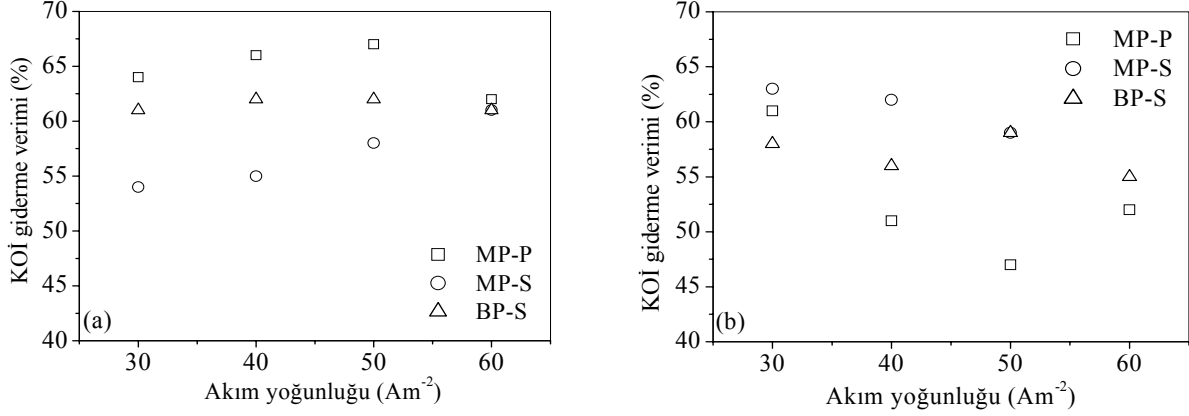 70
65
60
55
50
45
40
KOİ giderme verimi (%)
MP-P
MP-S
BP-S
(a)
30 40 50 60
Akım yoğunluğu (Am⁻²)
70
65
60
55
50
45
40
KOİ giderme verimi (%)
MP-P
MP-S
BP-S
(b)
30 40 50 60
Akım yoğunluğu (Am⁻²)